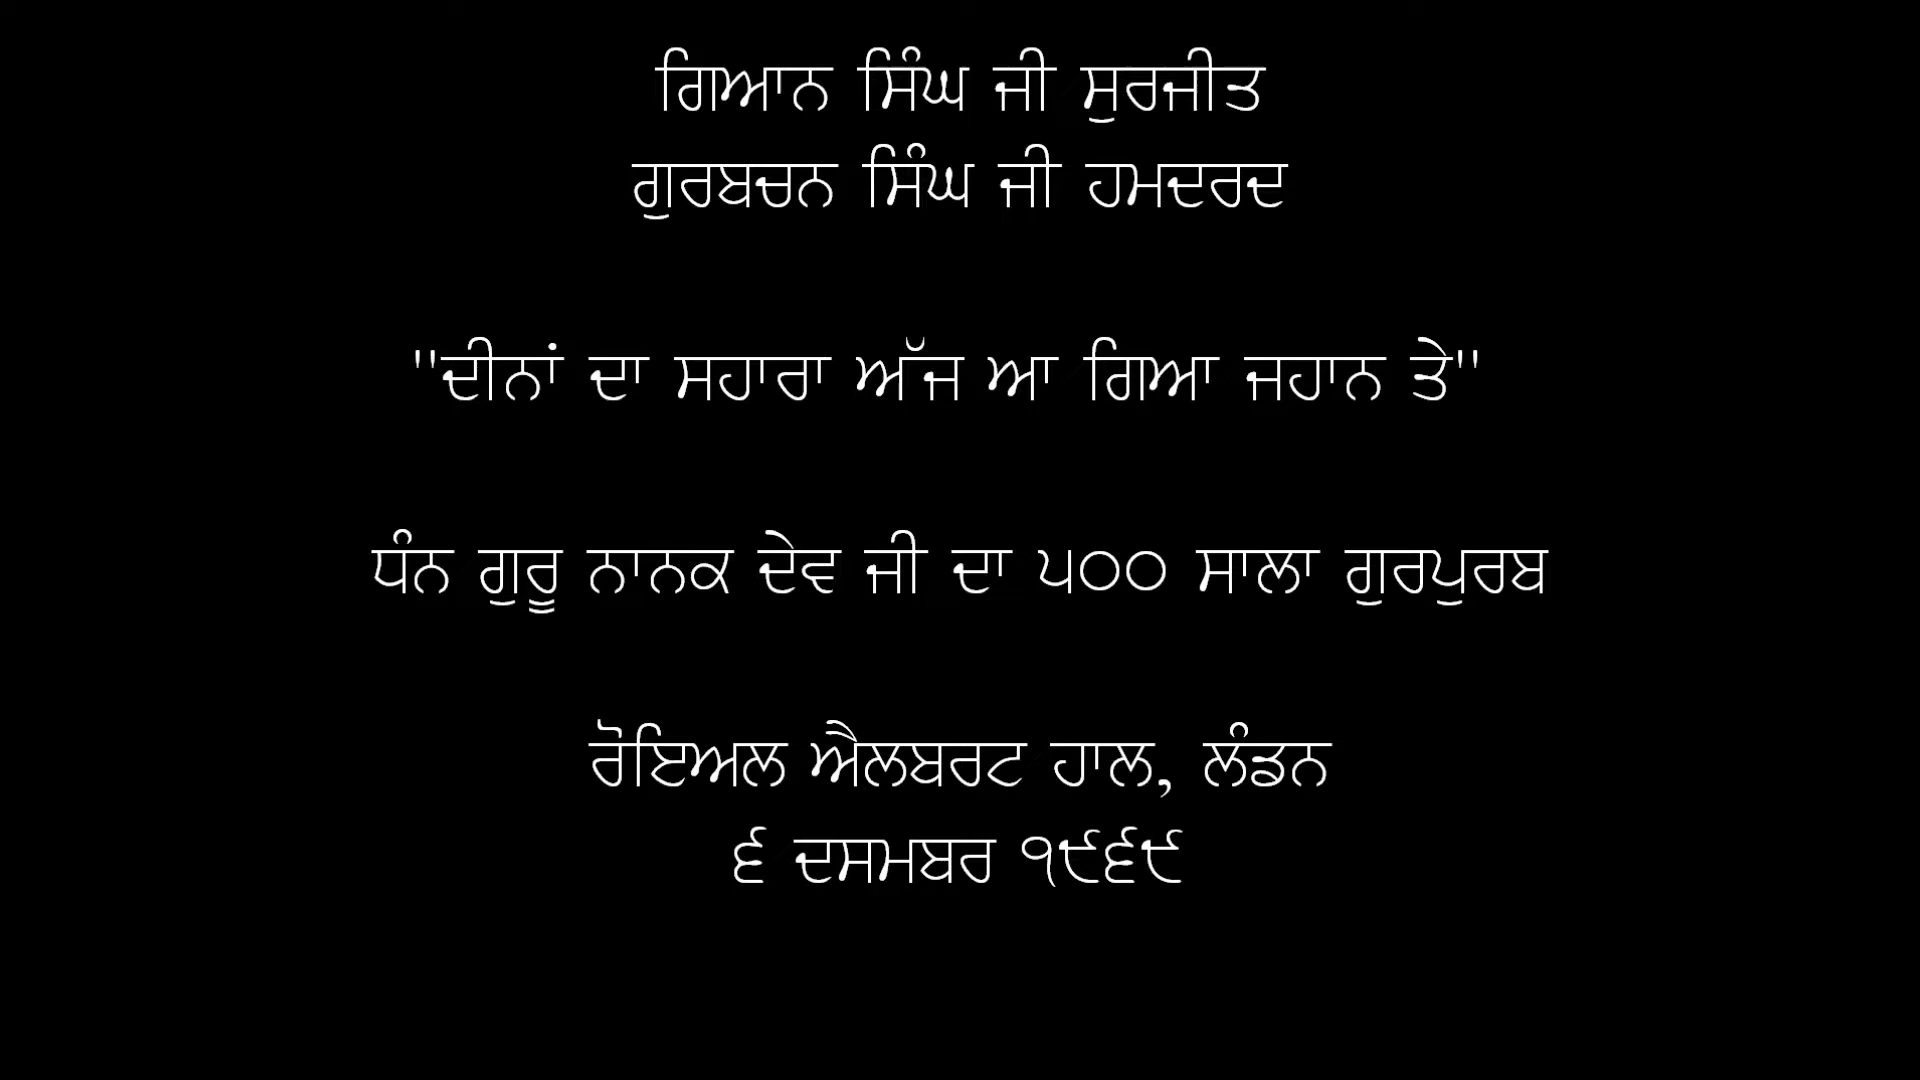 ਗਿਆਨ ਸਿੰਘ ਜੀ ਸੁਰਜੀਤ
ਗੁਰਬਚਨ ਸਿੰਘ ਜੀ ਹਮਦਰਦ
"ਦੀਨਾਂ ਦਾ ਸਹਾਰਾ ਅੱਜ ਆ ਗਿਆ ਜਹਾਨ ਤੇ"
ਧੰਨ ਗੁਰੂ ਨਾਨਕ ਦੇਵ ਜੀ ਦਾ ੫੦੦ ਸਾਲਾ ਗੁਰਪੁਰਬ
ਰੋਇਅਲ ਐਲਬਰਟ ਹਾਲ, ਲੰਡਨ
੬ ਦਸਮਬਰ ੧੯੬੯